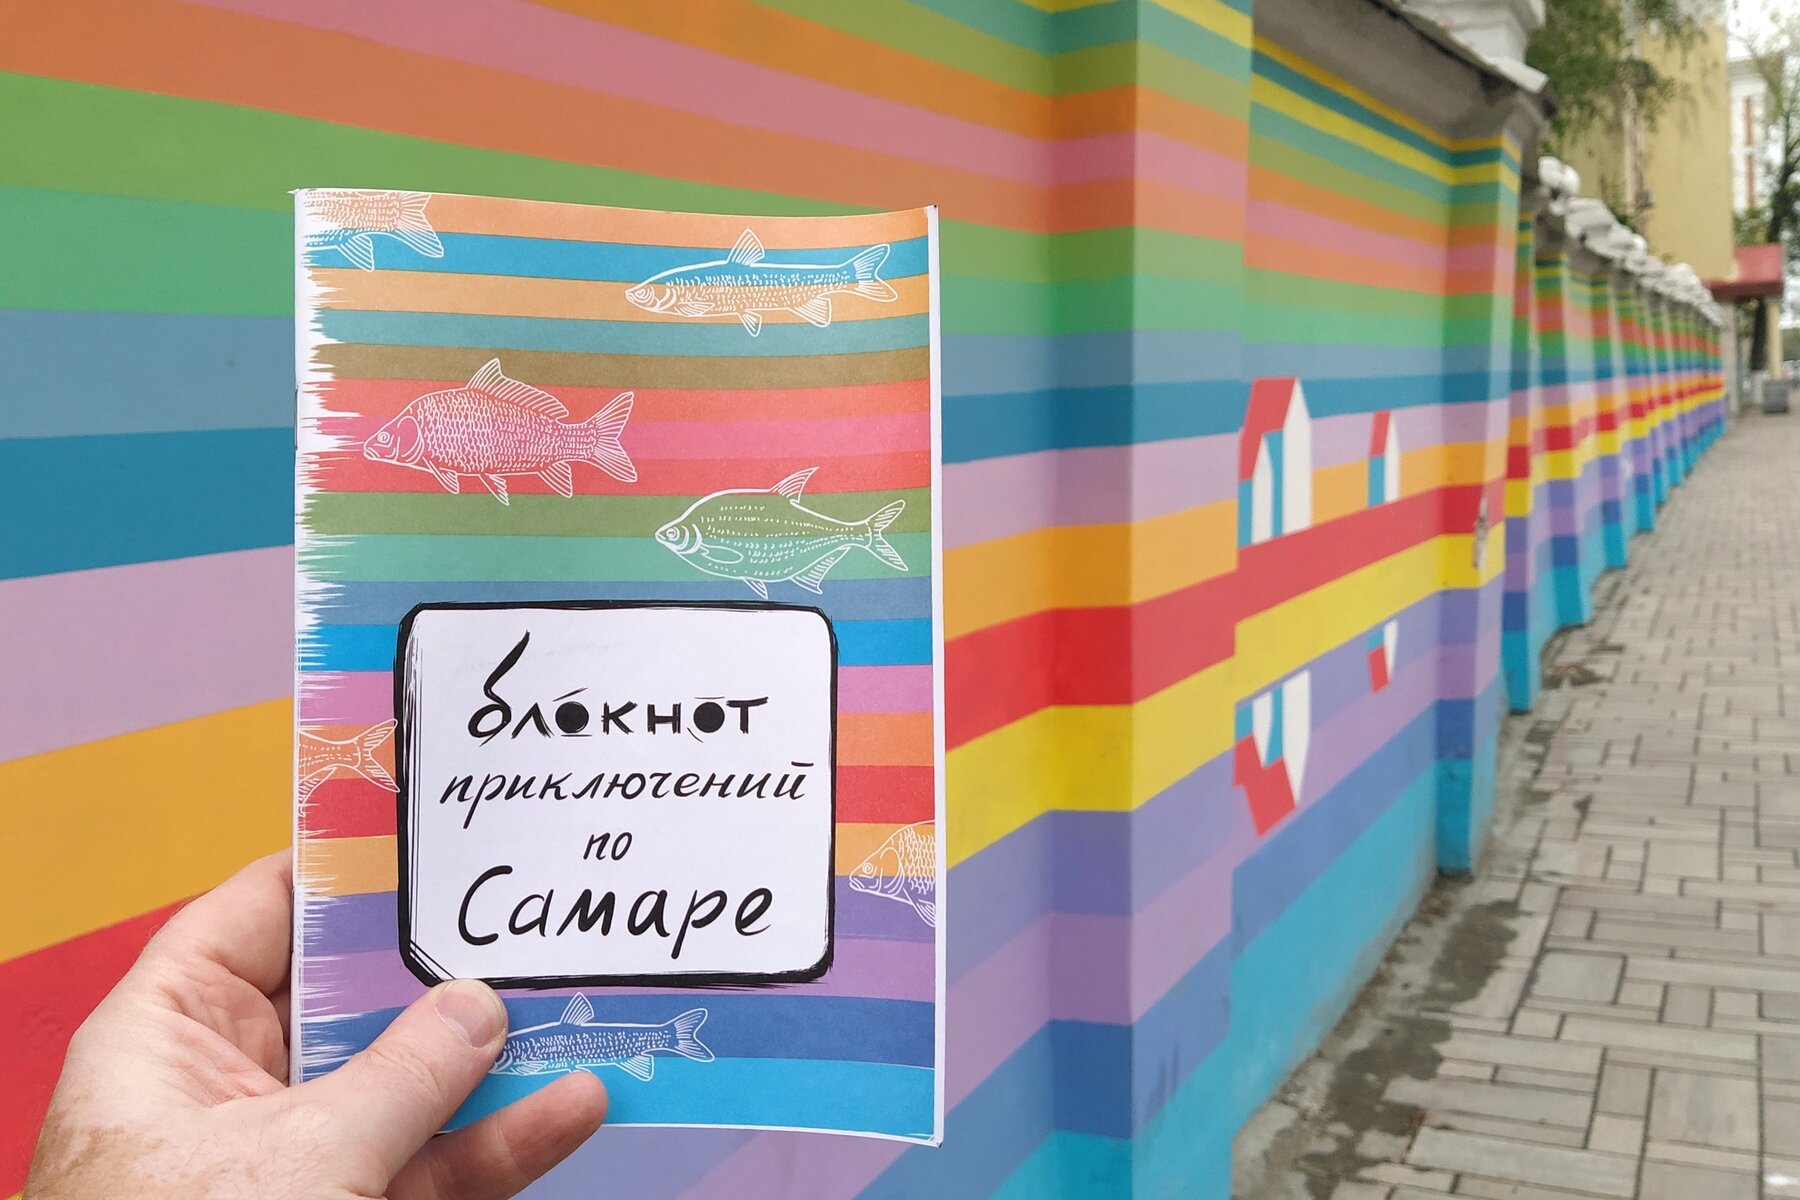 блокнот
приключений
по
Самаре